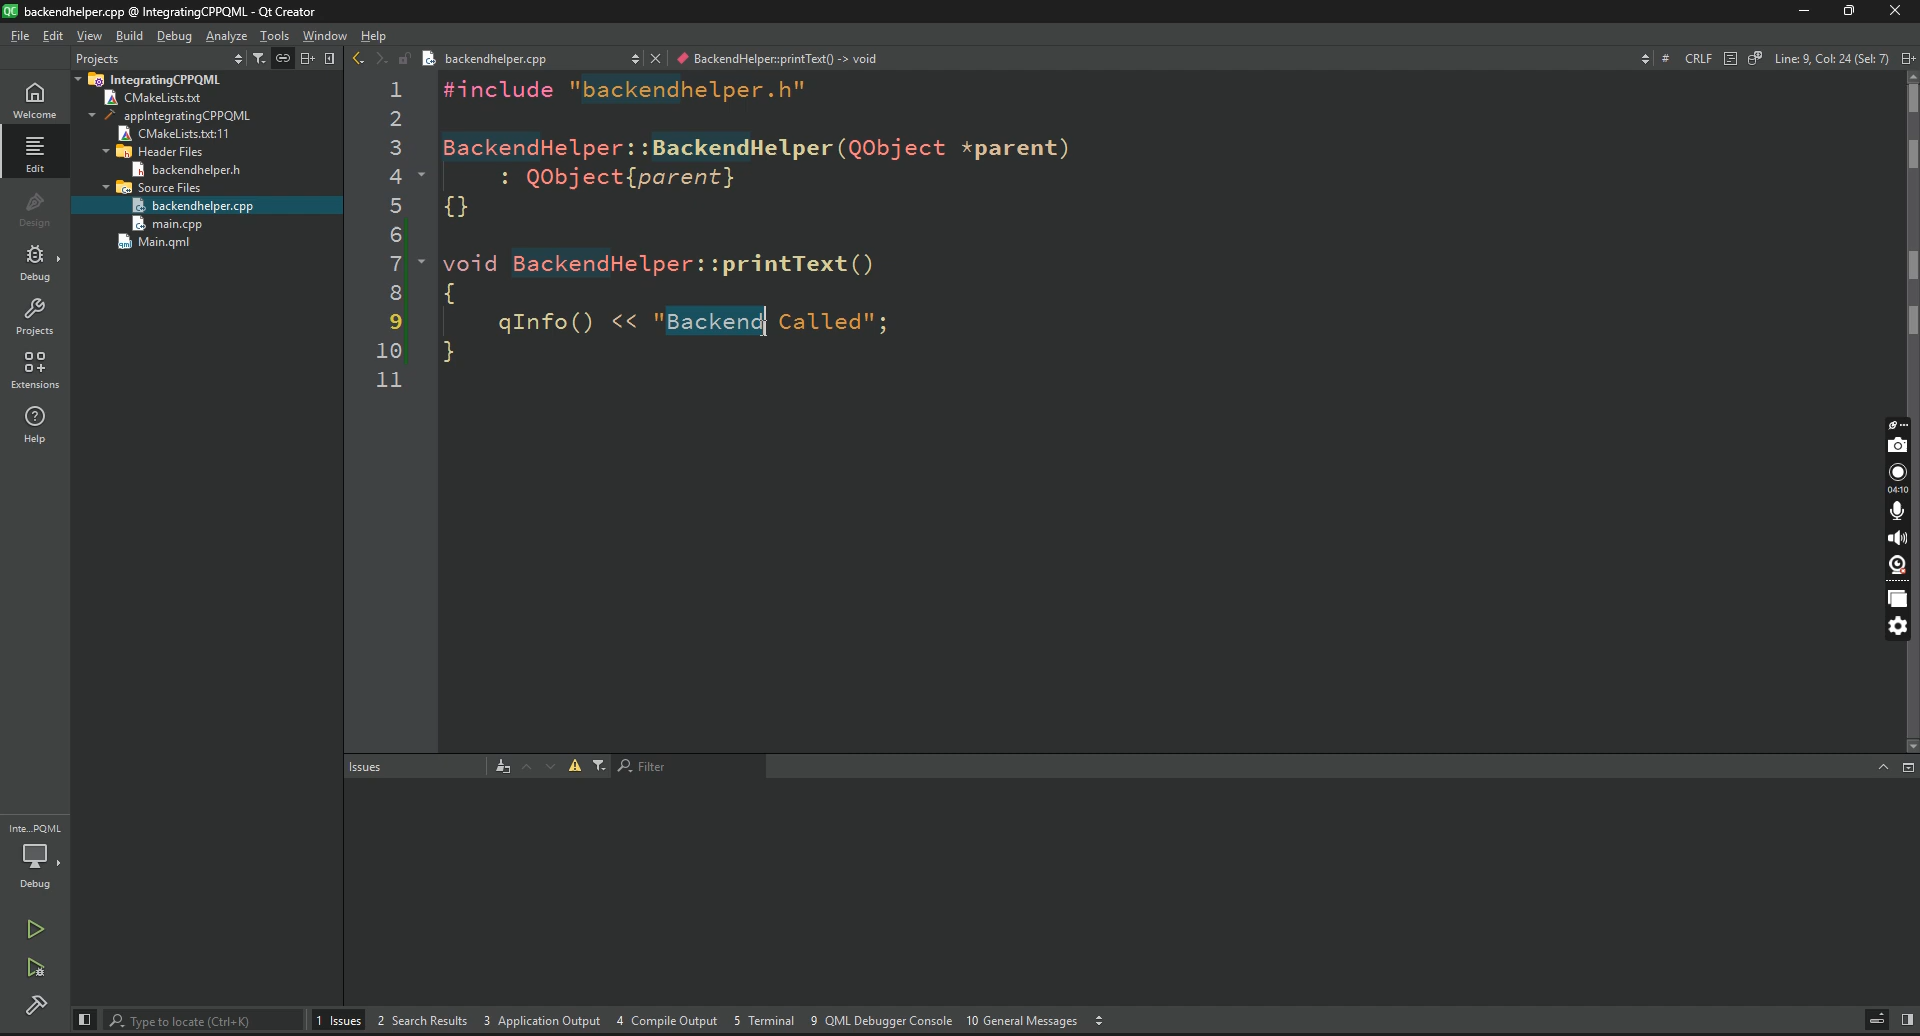 backendhelper.cpp @ IntegratingCPPQML - Qt Creator
File Edit View Build Debug Analyze Tools Window Help
Projects
backendhelper.cpp
BackendHelper::printText() -> void
# CRLF Line: 9, Col: 24 (Sel: 7)
Welcome
Edit
Design
Debug
Projects
Extensions
Help
IntegratingCPPQML
CMakeLists.txt
appIntegratingCPPQML
CMakeLists.txt:11
Header Files
backendhelper.h
Source Files
backendhelper.cpp
main.cpp
Main.qml
1 #include "backendhelper.h"
2
3 BackendHelper::BackendHelper(QObject *parent)
4 : QObject{parent}
5 {}
6
7 void BackendHelper::printText()
8 {
9 qInfo() << "Backend Called";
10 }
11
04:10
Issues Filter
Inte...PQML
Debug
Type to locate (Ctrl+K) 1 Issues 2 Search Results 3 Application Output 4 Compile Output 5 Terminal 9 QML Debugger Console 10 General Messages